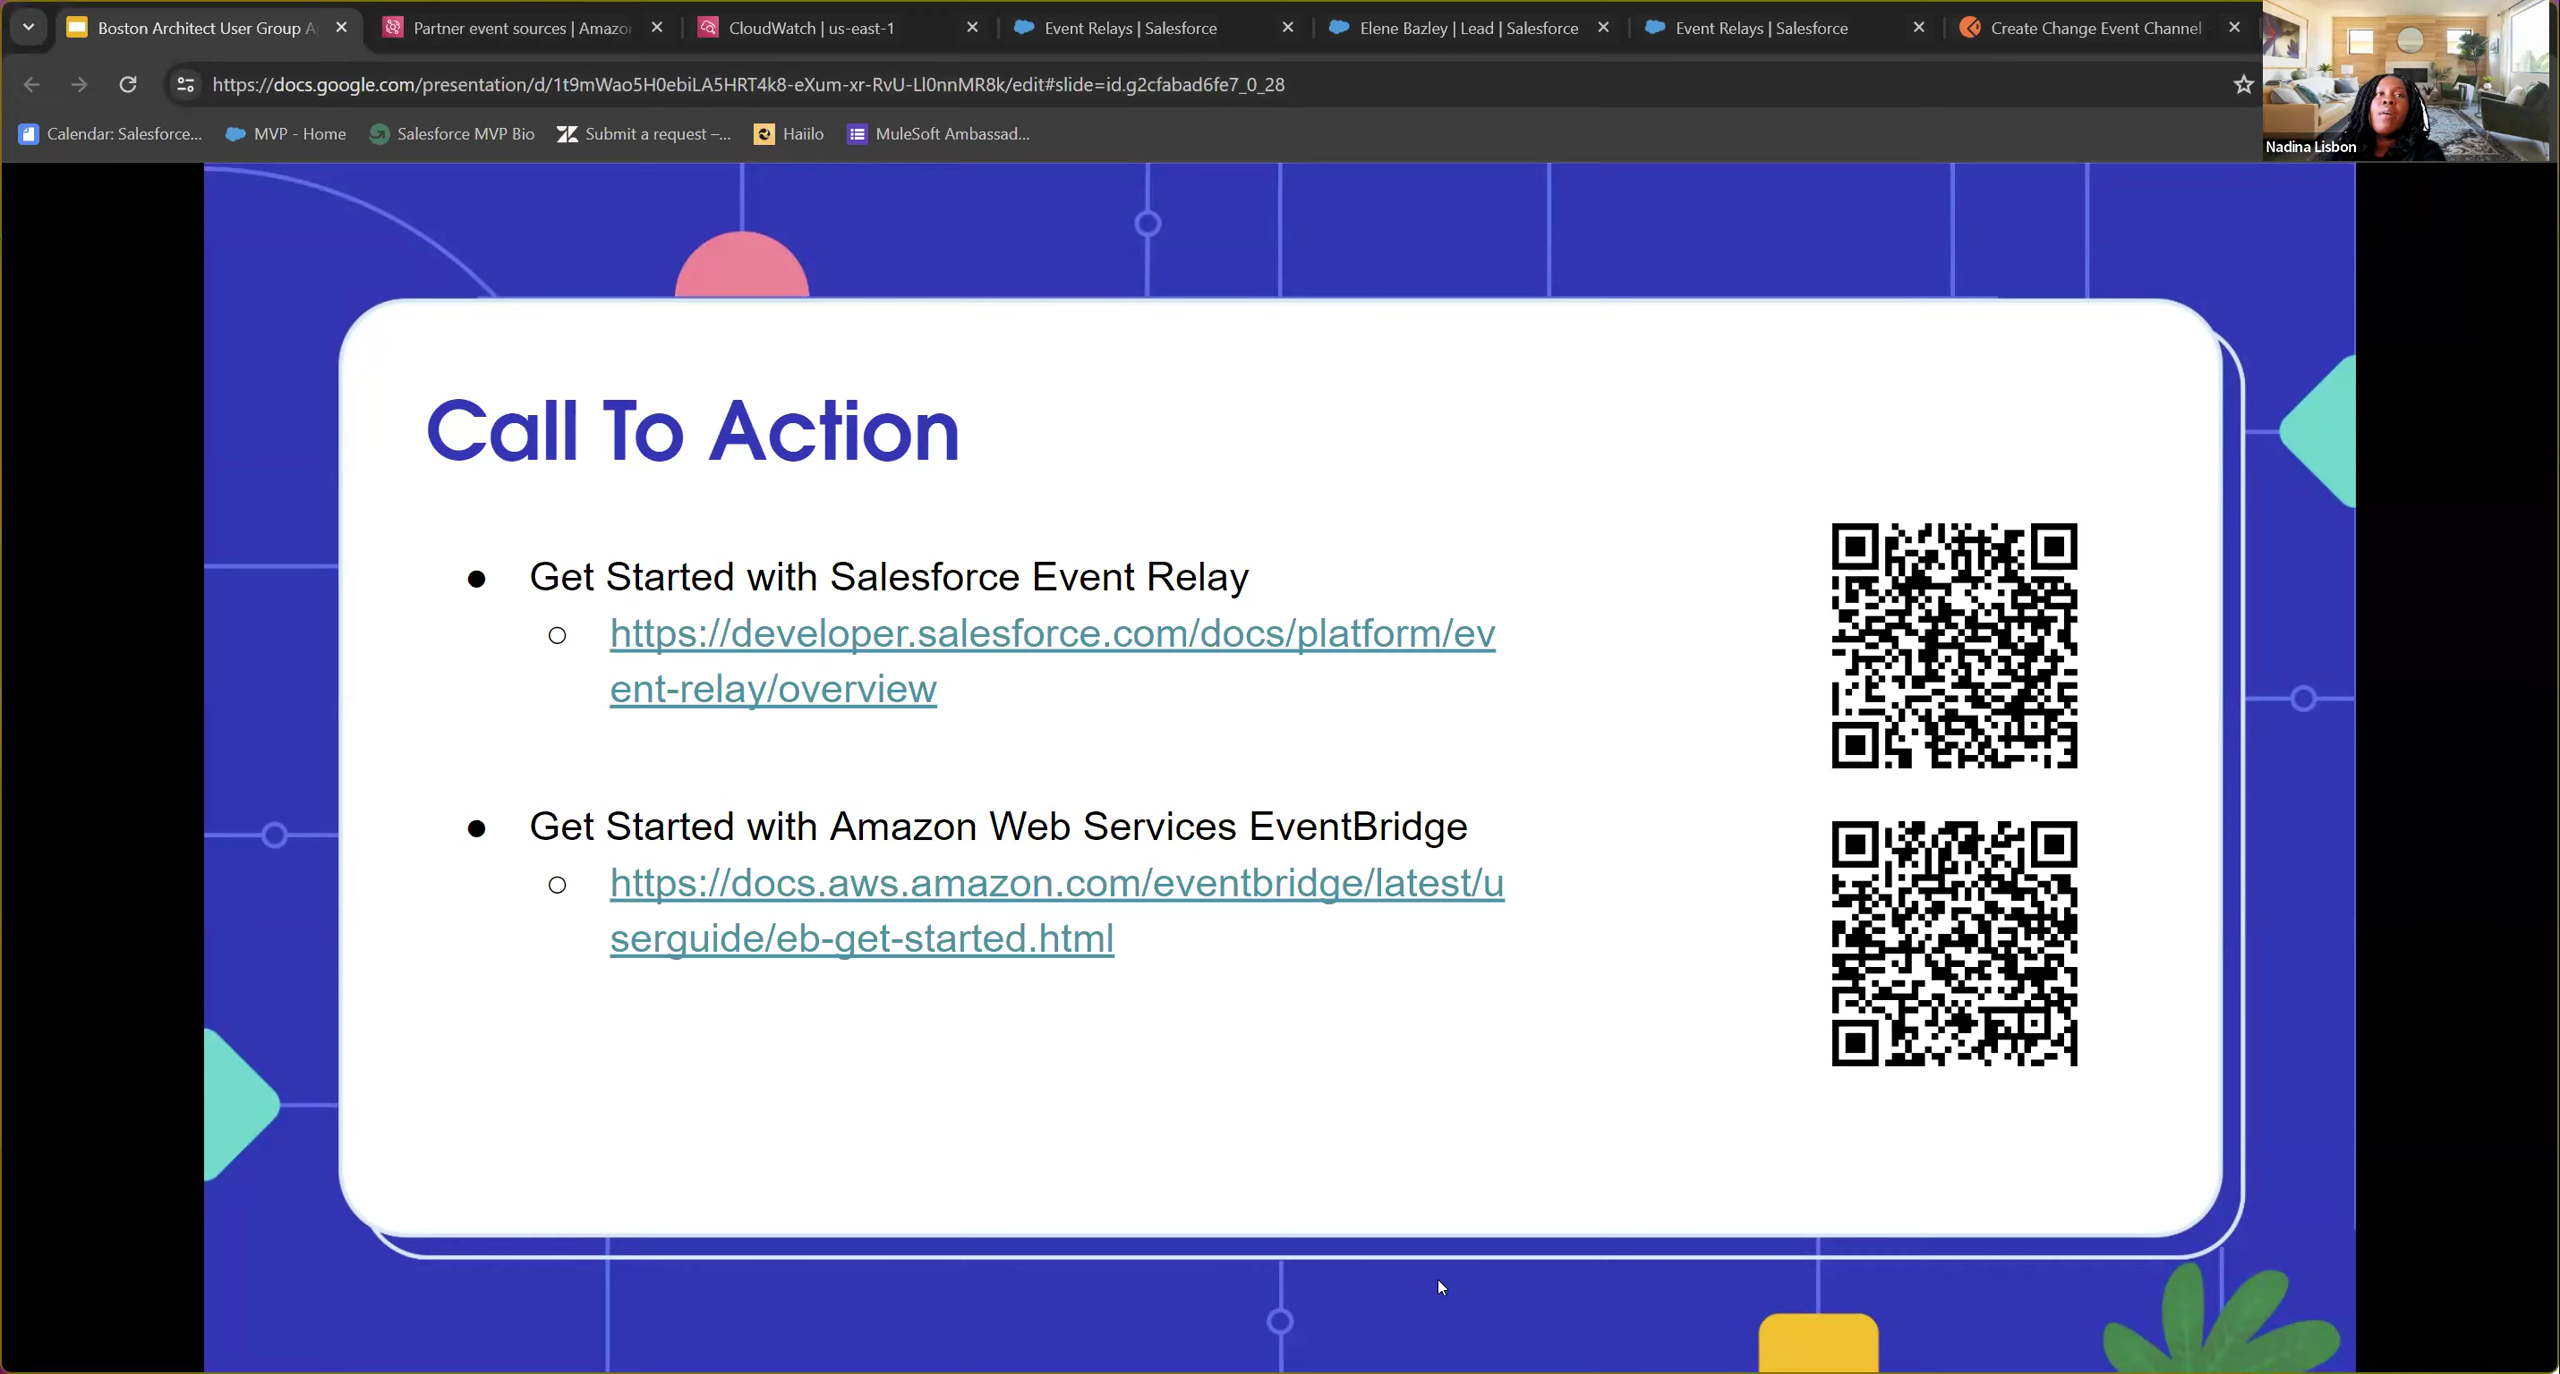 Boston Architect User Group A
Partner event sources | Amazo
CloudWatch | us-east-1
Event Relays | Salesforce
Elene Bazley | Lead | Salesforce
Event Relays | Salesforce
Create Change Event Channel
https://docs.google.com/presentation/d/1t9mWao5H0ebiLA5HRT4k8-eXum-xr-RvU-Ll0nnMR8k/edit#slide=id.g2cfabad6fe7_0_28
Calendar: Salesforce...
MVP - Home
Salesforce MVP Bio
Submit a request –...
Haiilo
MuleSoft Ambassad...
Nadina Lisbon
Call To Action
● Get Started with Salesforce Event Relay
○ https://developer.salesforce.com/docs/platform/ev
ent-relay/overview
● Get Started with Amazon Web Services EventBridge
○ https://docs.aws.amazon.com/eventbridge/latest/u
serguide/eb-get-started.html